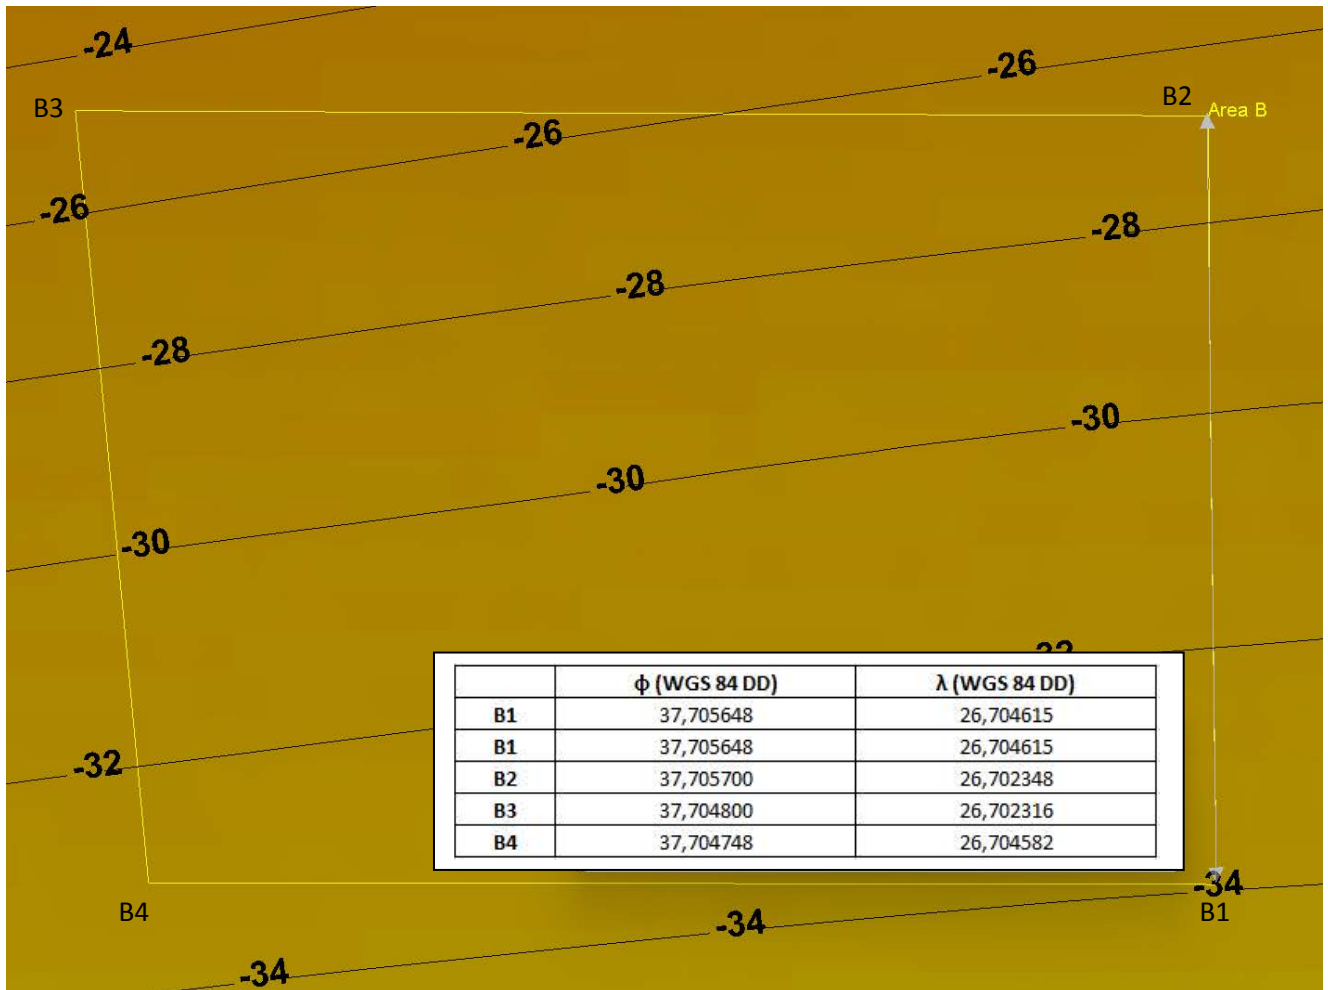 -24
-26
B3
B2
Area B
-26
-26
-28
-28
-28
-30
-30
-30
-32
φ (WGS 84 DD) λ (WGS 84 DD)
B1 37,705648 26,704615
B1 37,705648 26,704615
B2 37,705700 26,702348
B3 37,704800 26,702316
B4 37,704748 26,704582
-32
-34
B4
B1
-34
-34